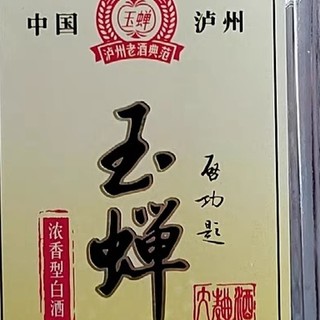 中国 玉蝉 泸州
泸州老酒典范
玉蝉
启功题
浓香型白酒
大曲酒